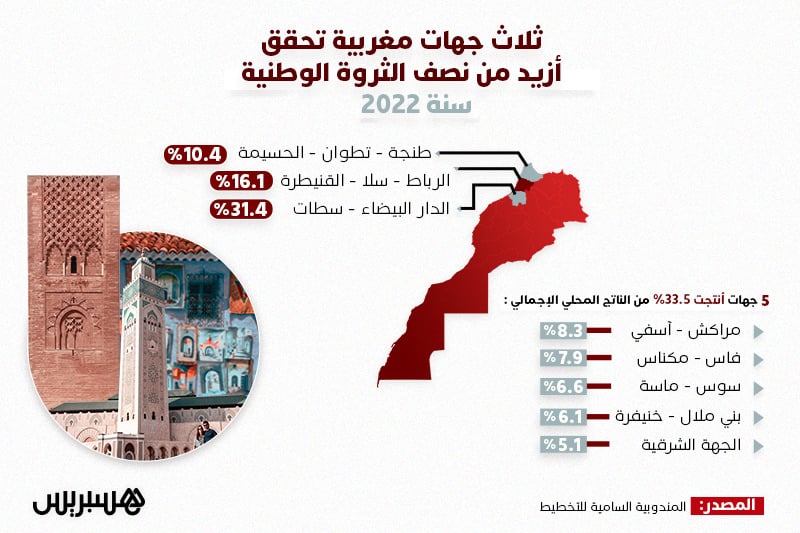 ثلاث جهات مغربية تحقق
أزيد من نصف الثروة الوطنية
سنة 2022
طنجة - تطوان - الحسيمة %10.4
الرباط - سلا - القنيطرة %16.1
الدار البيضاء - سطات %31.4
5 جهات أنتجت 33.5% من الناتج المحلي الإجمالي :
مراكش - آسفي %8.3
فاس - مكناس %7.9
سوس - ماسة %6.6
بني ملال - خنيفرة %6.1
الجهة الشرقية %5.1
المصدر: المندوبية السامية للتخطيط
هسبريس